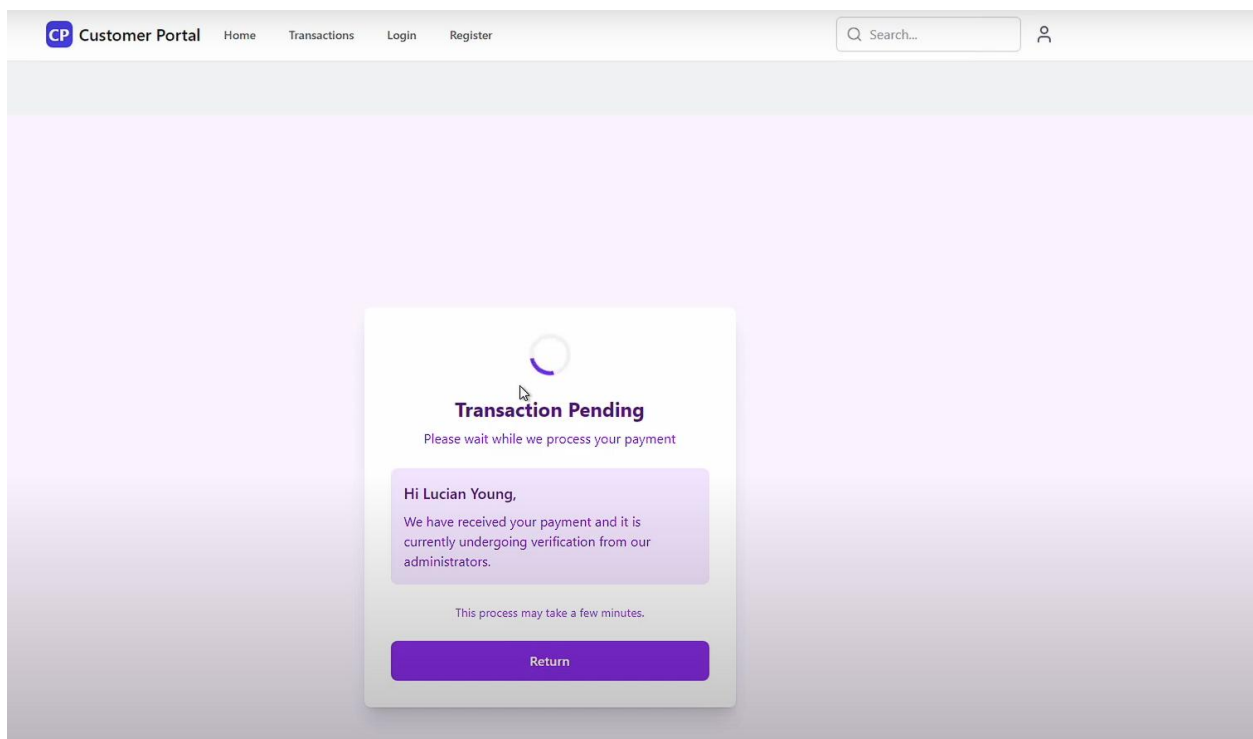 CP Customer Portal Home Transactions Login Register Search...
Transaction Pending
Please wait while we process your payment
Hi Lucian Young,
We have received your payment and it is
currently undergoing verification from our
administrators.
This process may take a few minutes.
Return